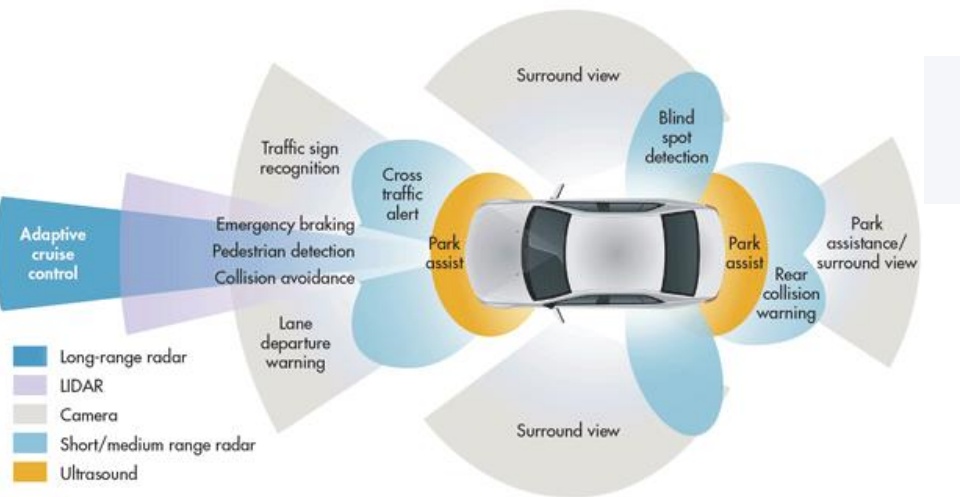 Surround view
Blind
spot
detection
Traffic sign
recognition
Cross
traffic
alert
Adaptive
cruise
control
Emergency braking
Pedestrian detection
Collision avoidance
Park
assist
Park
assist
Park
assistance/
surround view
Rear
collision
warning
Lane
departure
warning
Surround view
Long-range radar
LIDAR
Camera
Short/medium range radar
Ultrasound